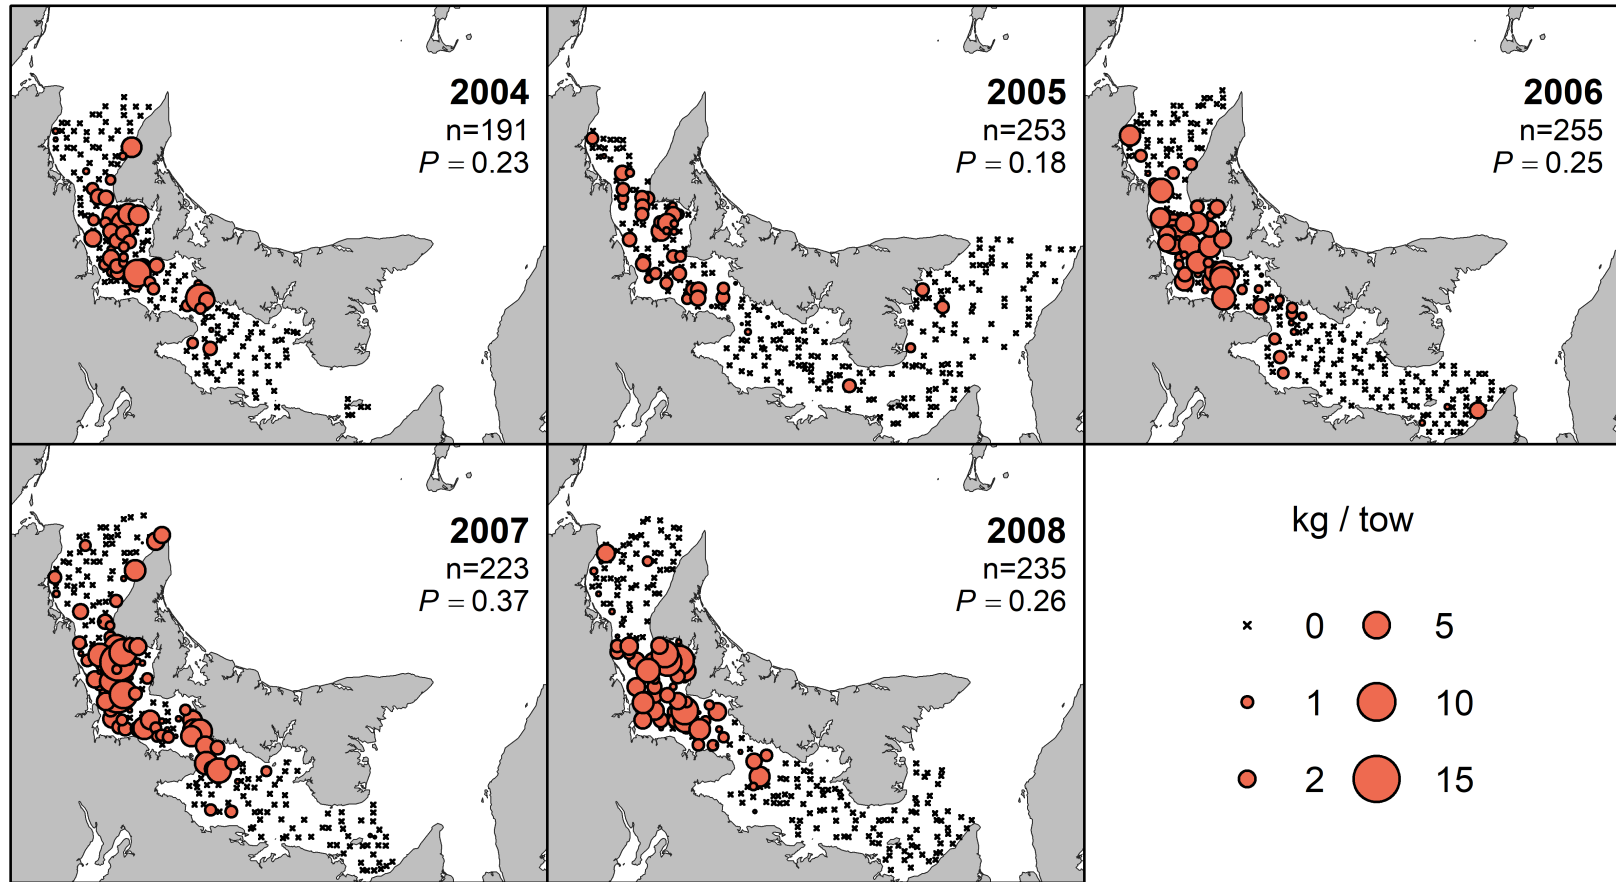 2004
n=191
P = 0.23
2005
n=253
P = 0.18
2006
n=255
P = 0.25
2007
n=223
P = 0.37
2008
n=235
P = 0.26
kg / tow
0 5
1 10
2 15